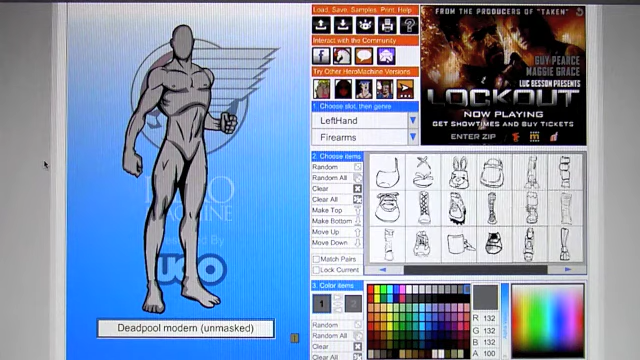 Load, Save, Samples, Print, Help.
Interact with the Community
Try Other HeroMachine Versions
1. Choose slot, then genre
LeftHand
Firearms
2. Choose items
Random
Random All
Clear
Clear All
Make Top
Make Bottom
Move Up
Move Down
Match Pairs
Lock Current
3. Color items
1
2
Random
Random All
Clear
Clear All
R 132
G 132
B 132
A 100
FROM THE PRODUCERS OF "TAKEN"
GUY PEARCE
MAGGIE GRACE
LUC BESSON PRESENTS
LOCKOUT
NOW PLAYING
GET SHOWTIMES AND BUY TICKETS
ENTER ZIP
MACHINE
UGO
Deadpool modern (unmasked)